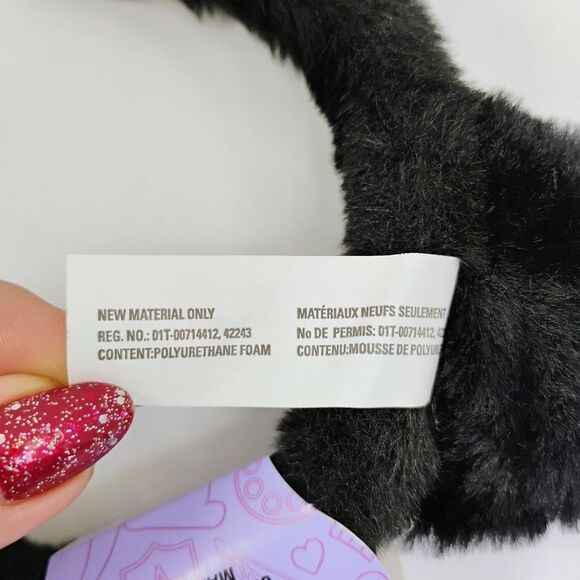 NEW MATERIAL ONLY
REG. NO.: 01T-00714412, 42243
CONTENT:POLYURETHANE FOAM
MATÉRIAUX NEUFS SEULEMENT
No DE PERMIS: 01T-00714412,
CONTENU:MOUSSE DE